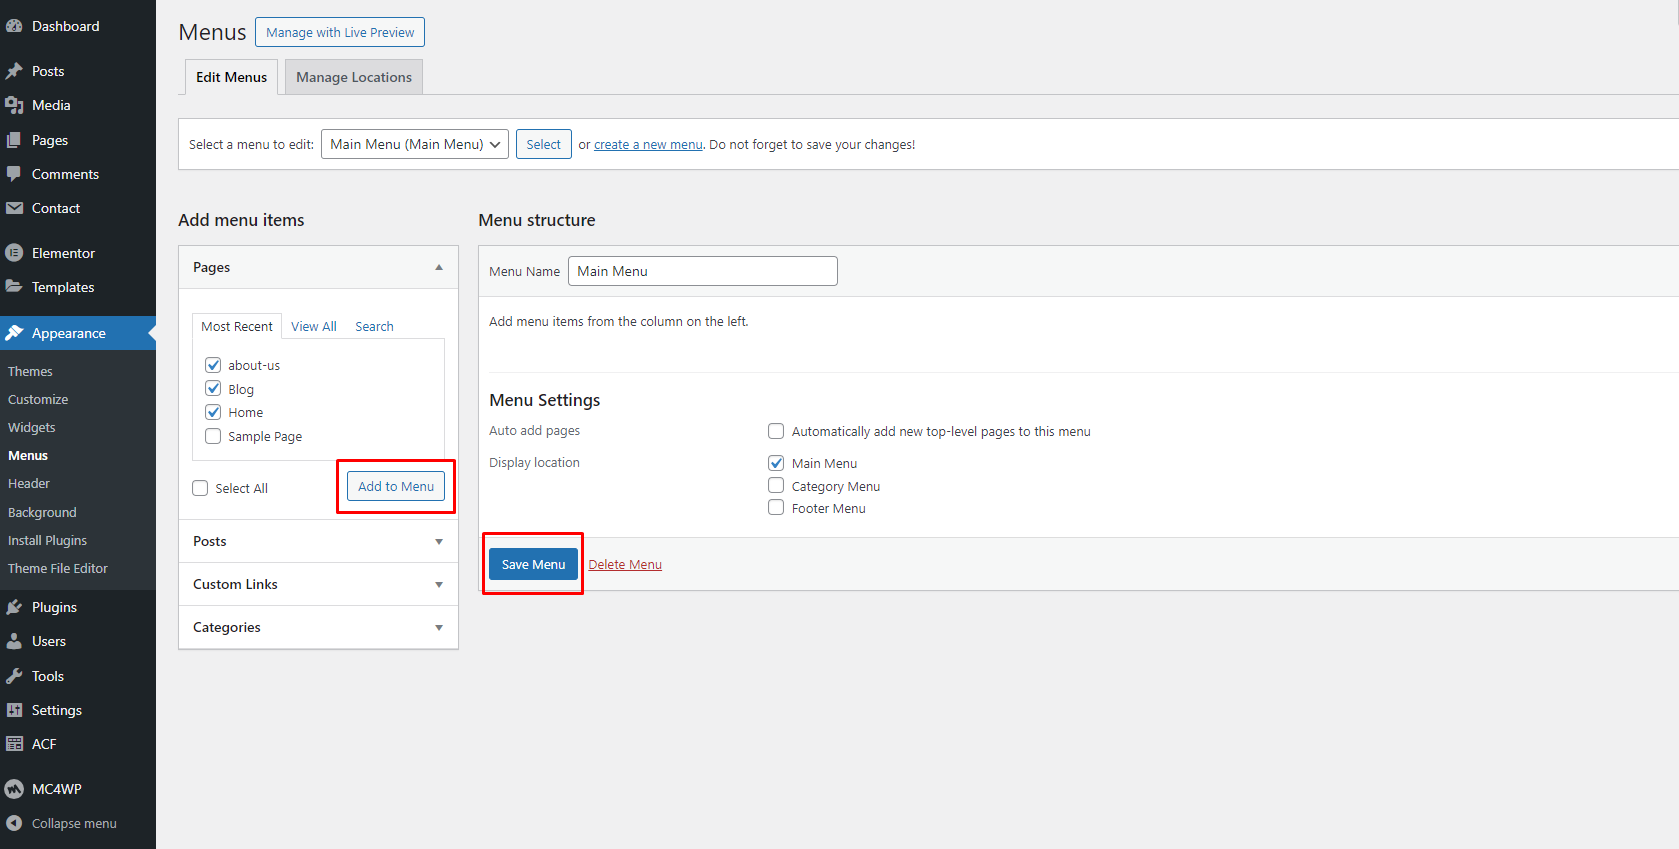 Dashboard
Posts
Media
Pages
Comments
Contact
Elementor
Templates
Appearance
Themes
Customize
Widgets
Menus
Header
Background
Install Plugins
Theme File Editor
Plugins
Users
Tools
Settings
ACF
MC4WP
Collapse menu
Menus Manage with Live Preview
Edit Menus Manage Locations
Select a menu to edit: Main Menu (Main Menu) Select or create a new menu. Do not forget to save your changes!
Add menu items
Pages
Most Recent View All Search
about-us
Blog
Home
Sample Page
Select All Add to Menu
Posts
Custom Links
Categories
Menu structure
Menu Name Main Menu
Add menu items from the column on the left.
Menu Settings
Auto add pages Automatically add new top-level pages to this menu
Display location Main Menu
Category Menu
Footer Menu
Save Menu Delete Menu